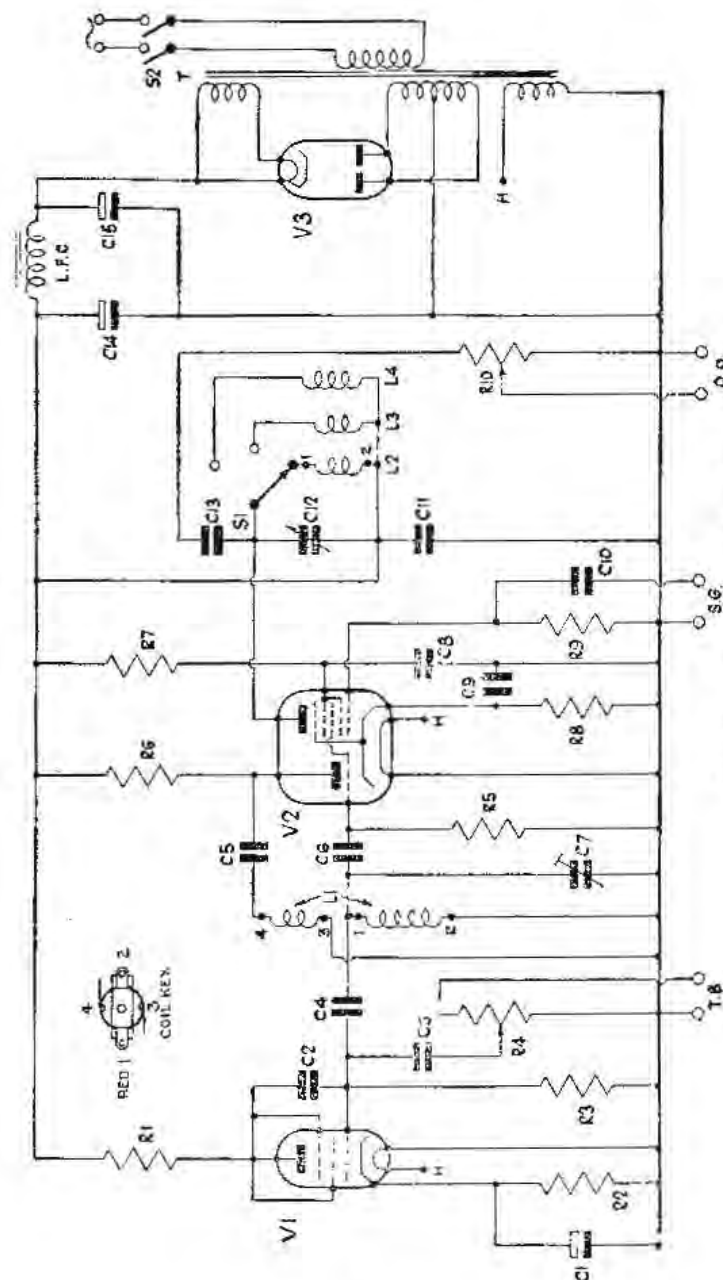 RED 1
4
2
3
COIL KEY
L.F.C.
R1
R6
R7
C14
C15
S2
T
V1
C2
C5
V2
C13
S1
V3
4
L1
3
C4
C6
1
2
1
2
C12
L2
L3
L4
H
C3
C8
C9
C11
H
R4
R5
H
R10
C1
R2
R3
C7
R8
R9
C10
T.B.
S.G.